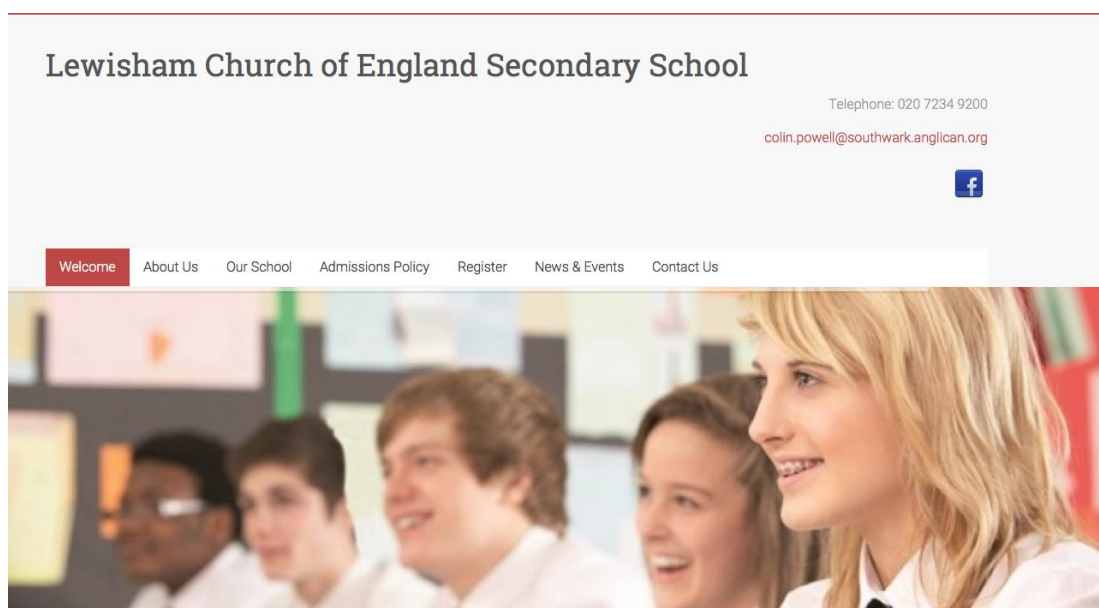 Lewisham Church of England Secondary School
Telephone: 020 7234 9200
colin.powell@southwark.anglican.org
f
Welcome About Us Our School Admissions Policy Register News & Events Contact Us